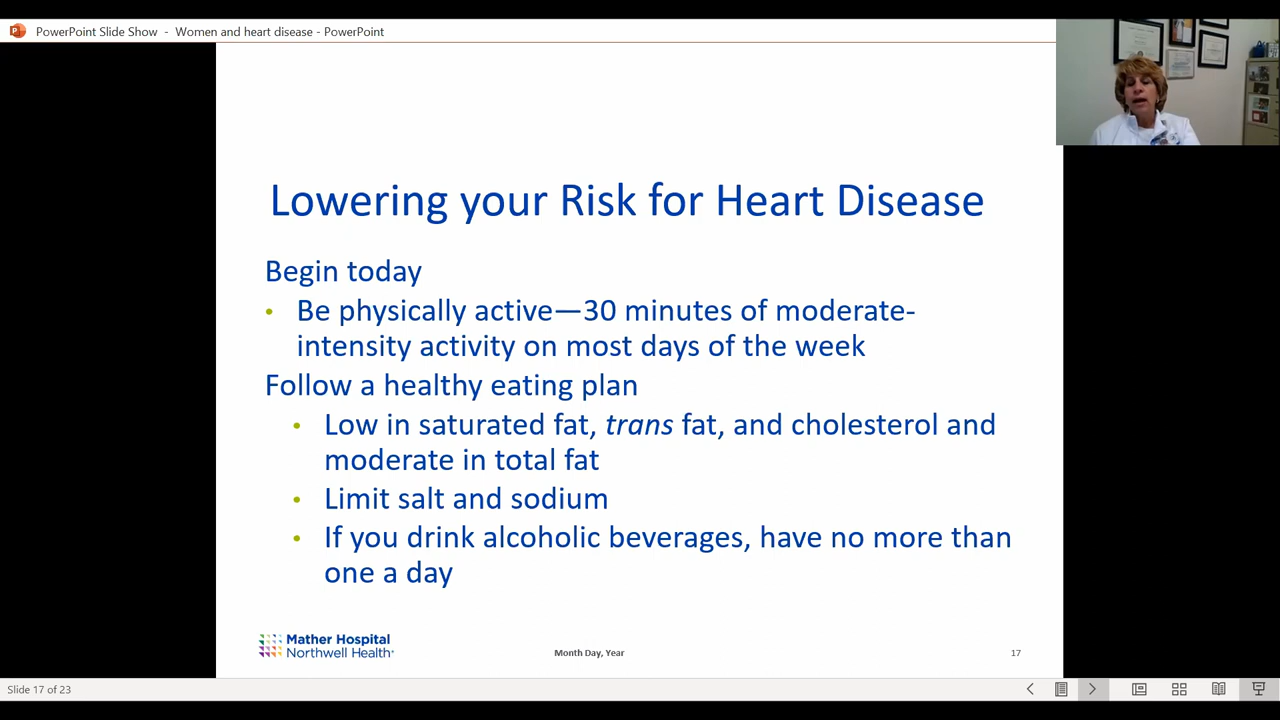 PowerPoint Slide Show - Women and heart disease - PowerPoint
Lowering your Risk for Heart Disease
Begin today
• Be physically active—30 minutes of moderate-
intensity activity on most days of the week
Follow a healthy eating plan
• Low in saturated fat, trans fat, and cholesterol and
moderate in total fat
• Limit salt and sodium
• If you drink alcoholic beverages, have no more than
one a day
Mather Hospital
Northwell Health
Month Day, Year
17
Slide 17 of 23